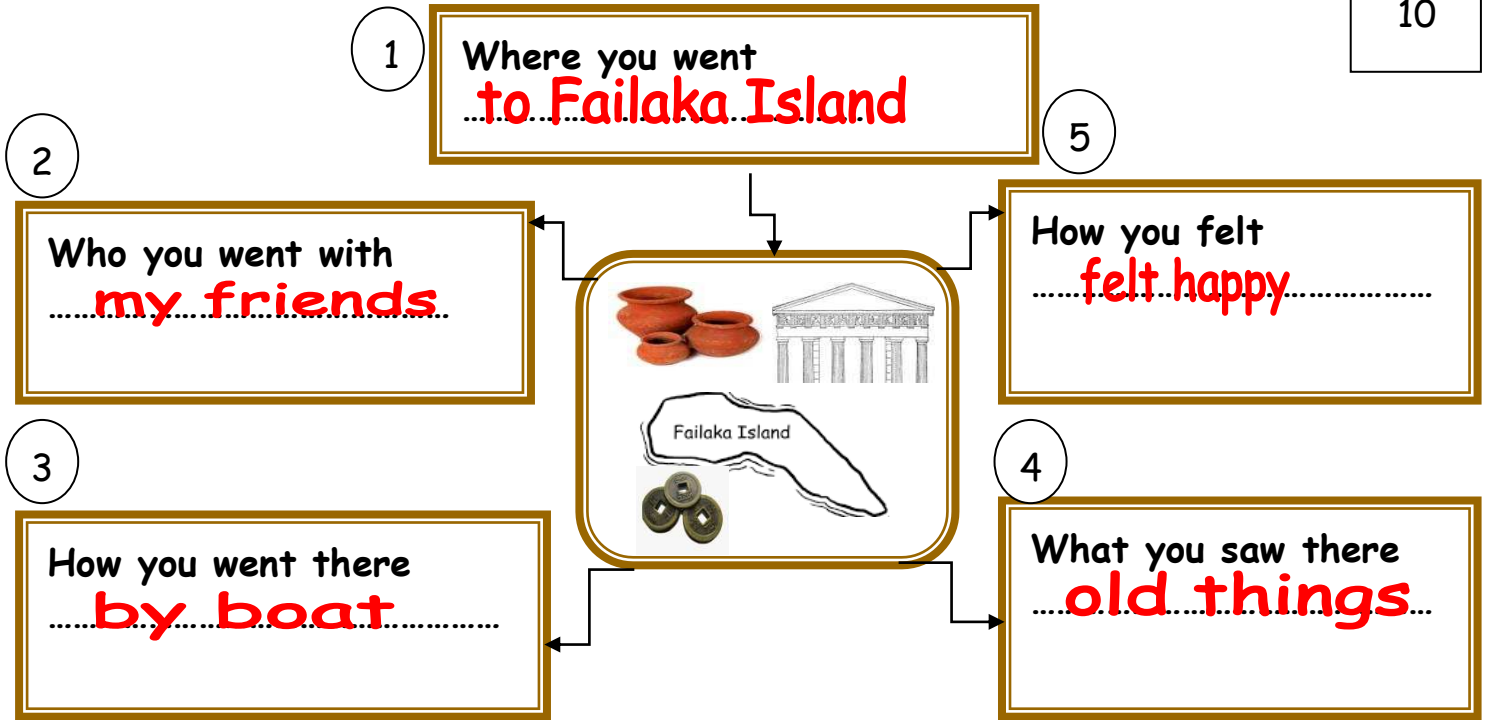 10
1
Where you went
to Failaka Island
2
Who you went with
my friends
3
How you went there
by boat
Failaka Island
4
What you saw there
old things
5
How you felt
felt happy